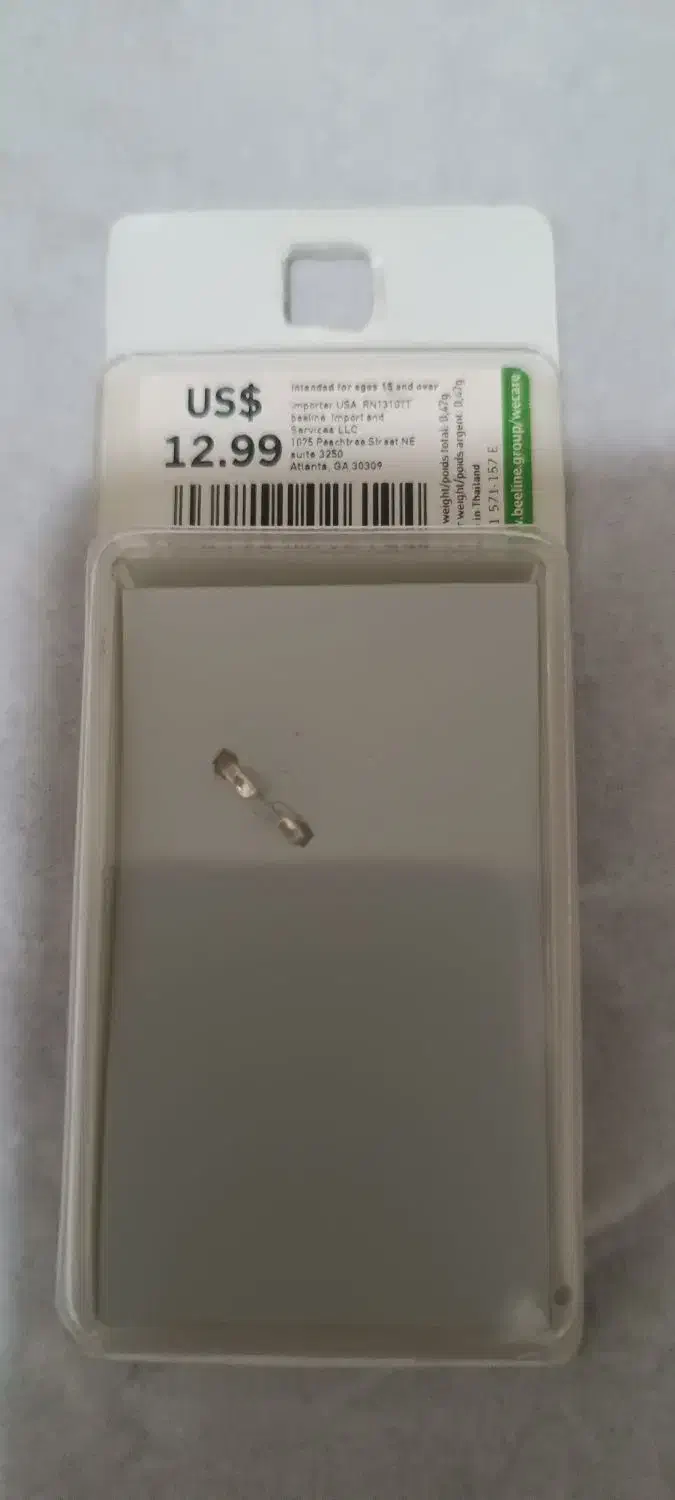 US$
12.99
Intended for ages 15 and over
Importer USA: RN131077
beeline Import and
Services LLC
1075 Peachtree Street NE
suite 3250
Atlanta, GA 30309
weight/poids total: 0,47g
weight/poids argent: 0,47g
in Thailand
1 571-157 E
.beeline.group/wecare